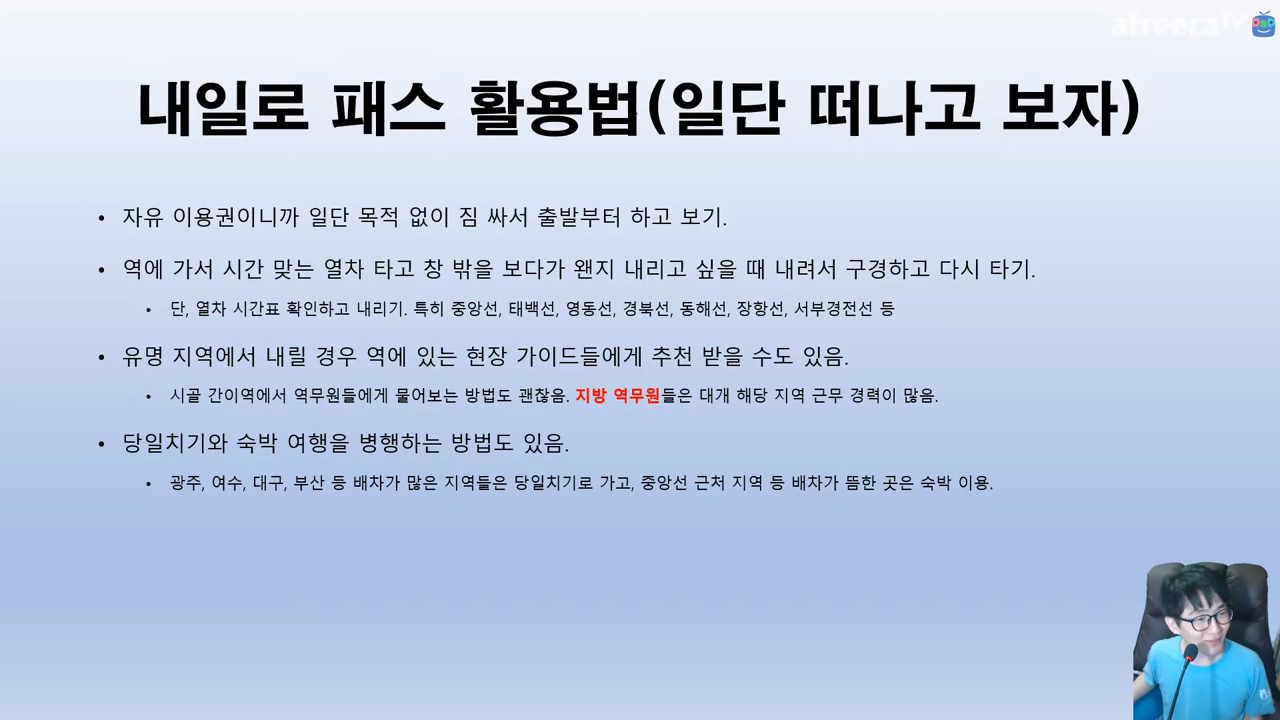 afreecaTV
내일로 패스 활용법(일단 떠나고 보자)
• 자유 이용권이니까 일단 목적 없이 짐 싸서 출발부터 하고 보기.
• 역에 가서 시간 맞는 열차 타고 창 밖을 보다가 왠지 내리고 싶을 때 내려서 구경하고 다시 타기.
• 단, 열차 시간표 확인하고 내리기. 특히 중앙선, 태백선, 영동선, 경북선, 동해선, 장항선, 서부경전선 등
• 유명 지역에서 내릴 경우 역에 있는 현장 가이드들에게 추천 받을 수도 있음.
• 시골 간이역에서 역무원들에게 물어보는 방법도 괜찮음. 지방 역무원들은 대개 해당 지역 근무 경력이 많음.
• 당일치기와 숙박 여행을 병행하는 방법도 있음.
• 광주, 여수, 대구, 부산 등 배차가 많은 지역들은 당일치기로 가고, 중앙선 근처 지역 등 배차가 뜸한 곳은 숙박 이용.